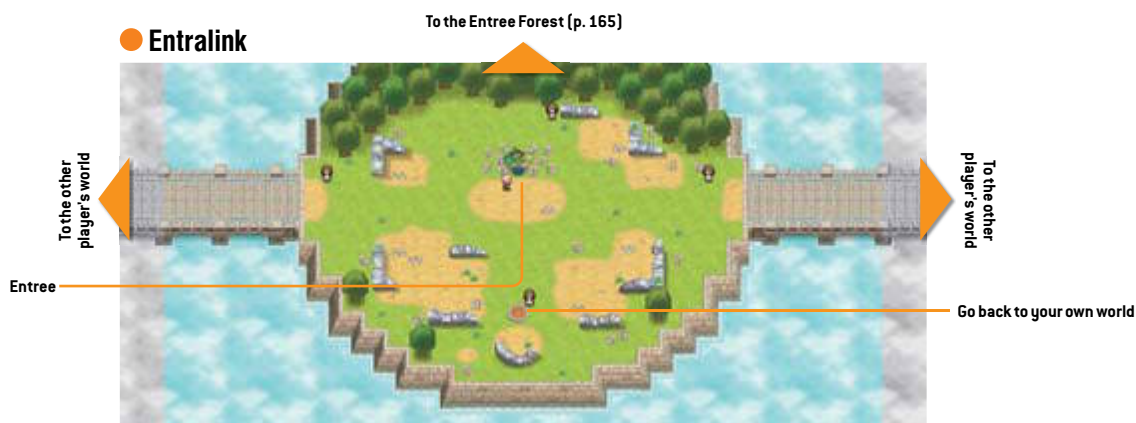 To the Entree Forest (p. 165)
Entralink
To the other
player's world
To the other
player's world
Entree
Go back to your own world